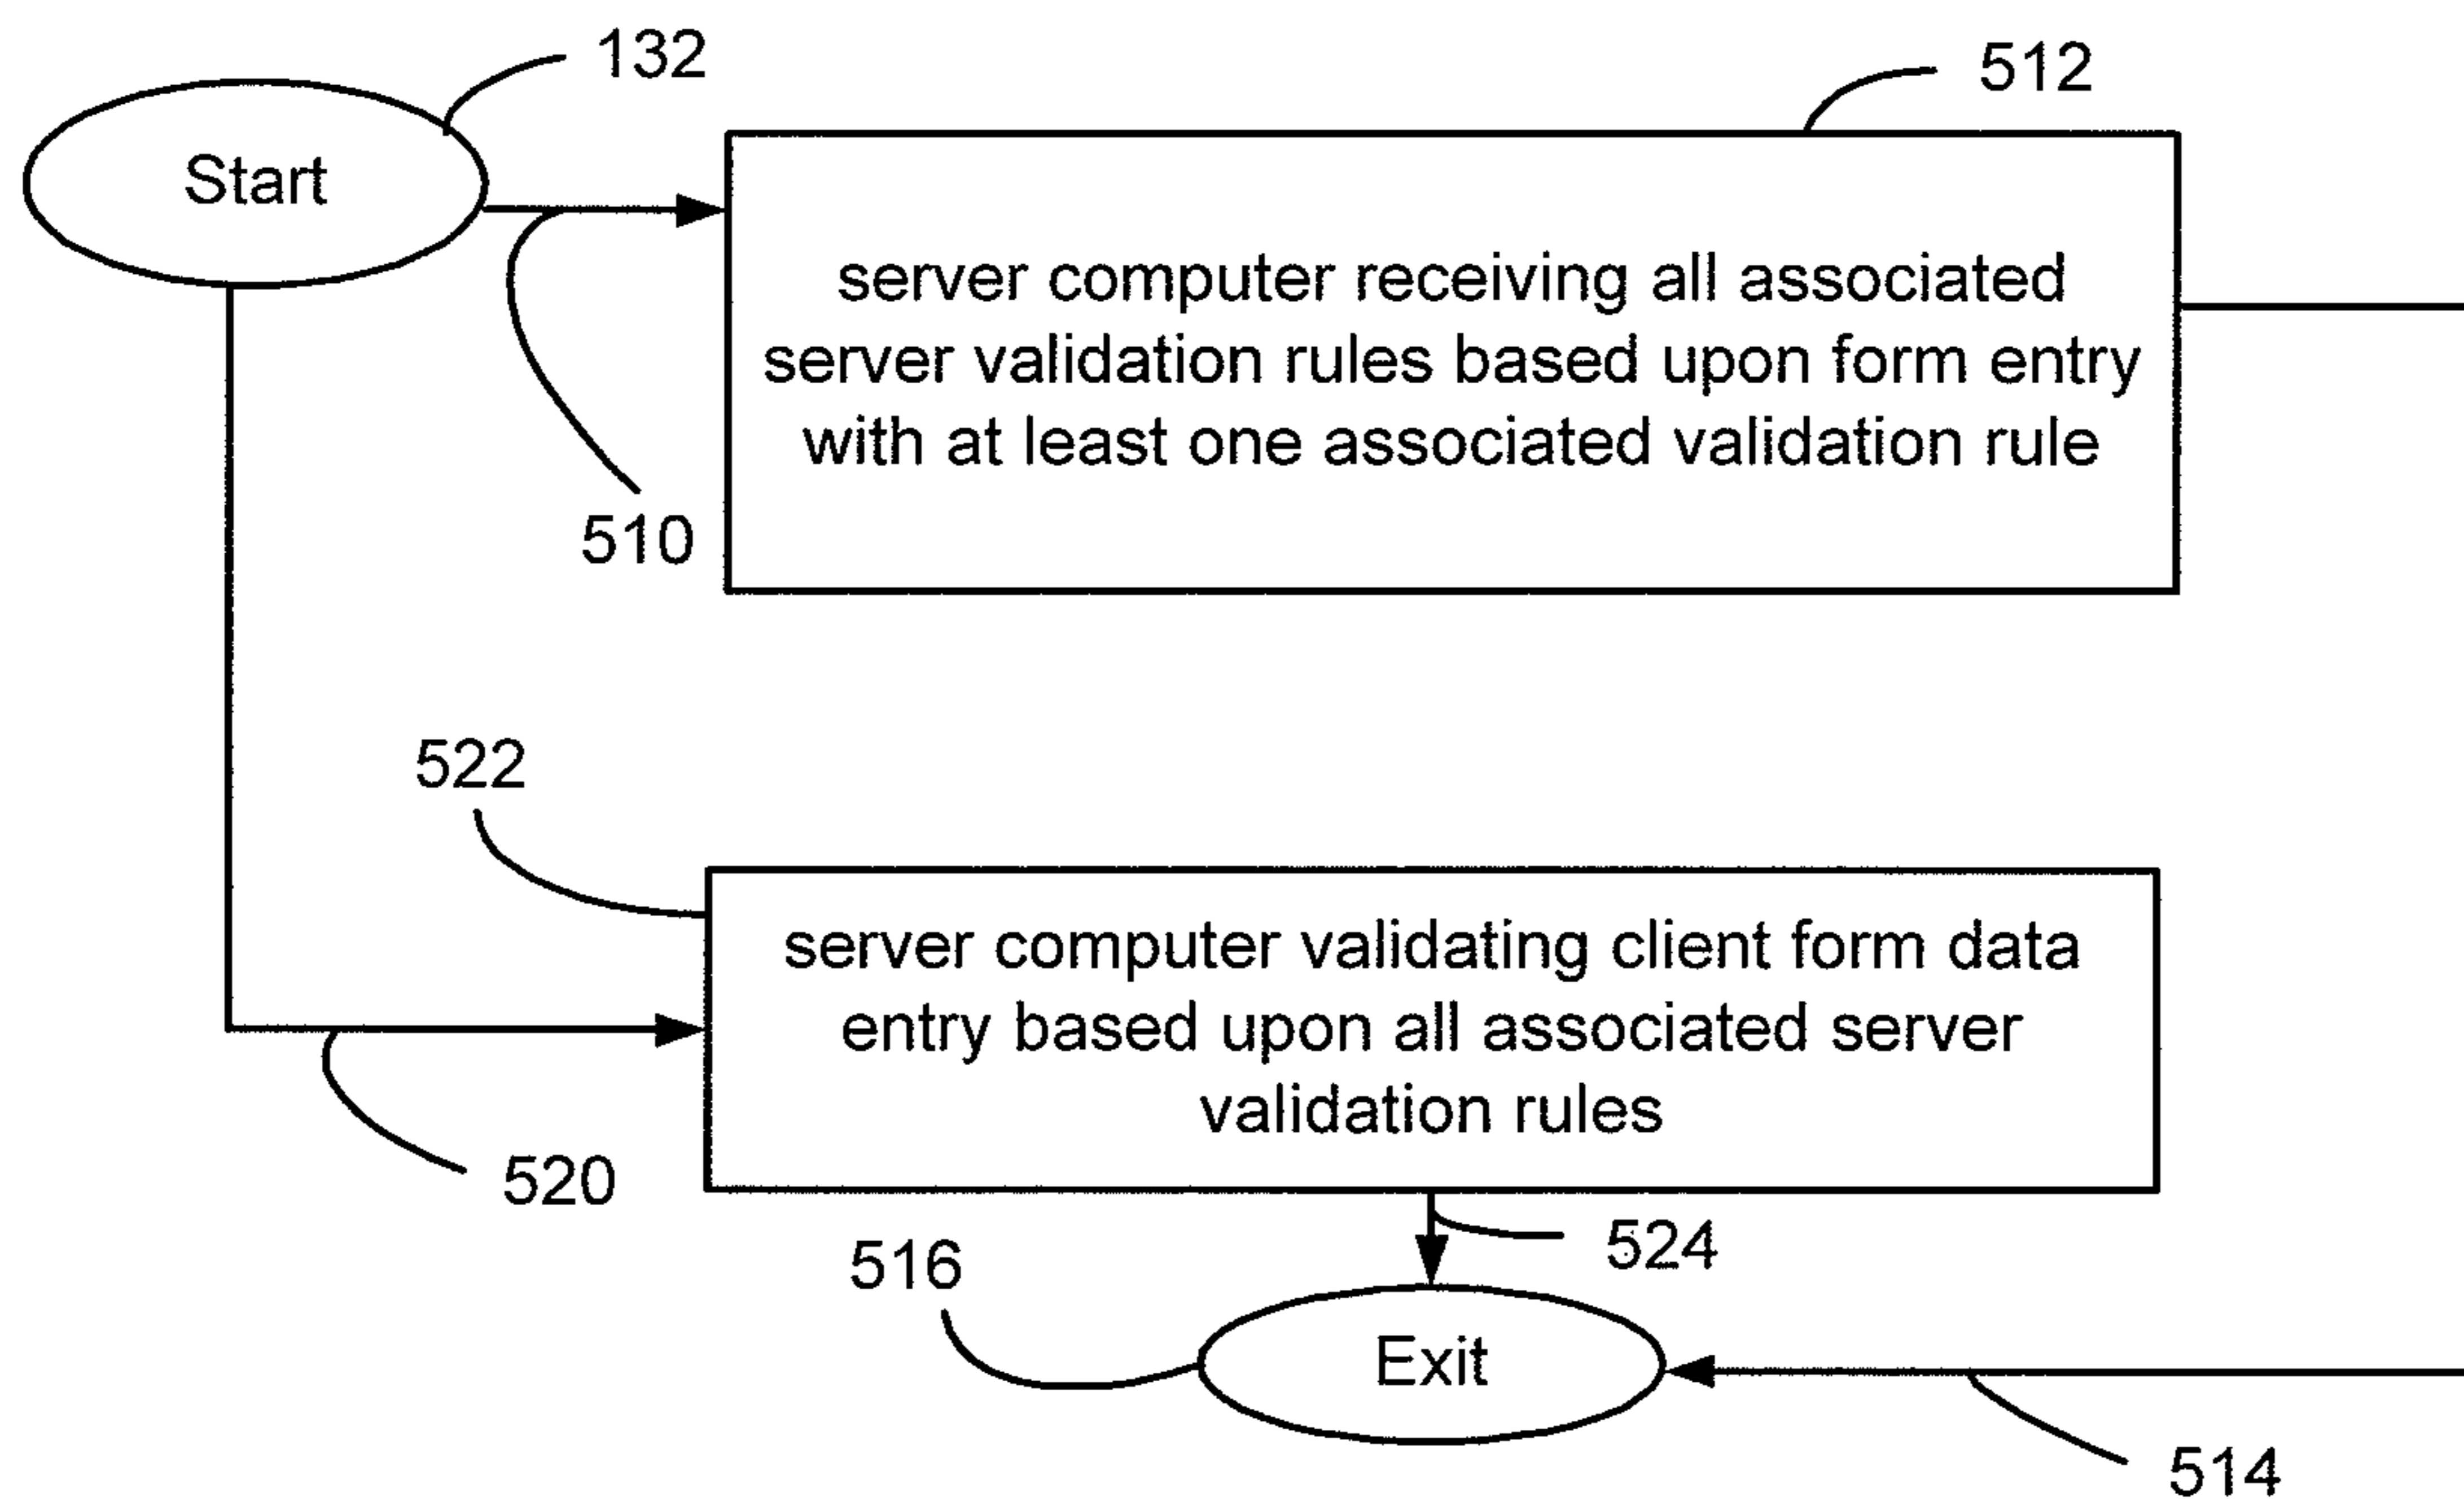 132
512
Start
server computer receiving all associated
server validation rules based upon form entry
with at least one associated validation rule
510
522
server computer validating client form data
entry based upon all associated server
validation rules
520
524
516
Exit
514